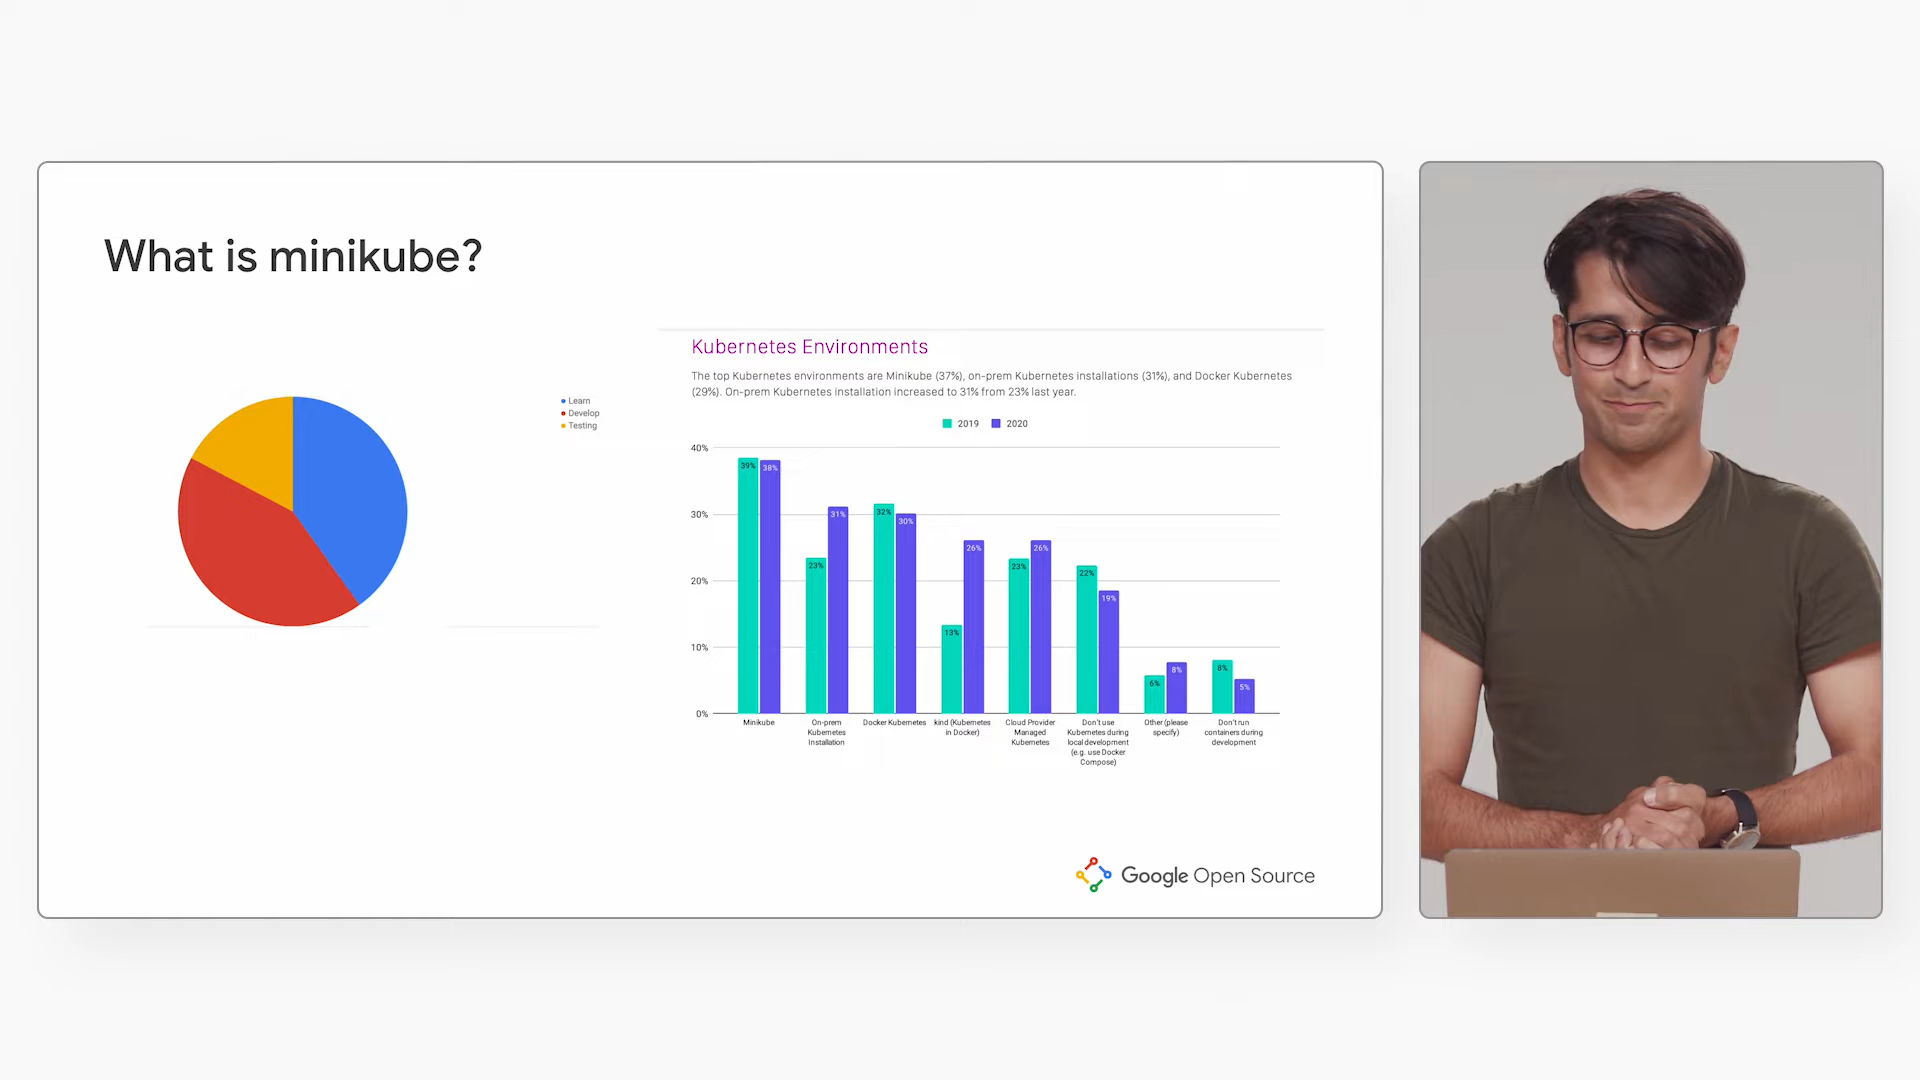 What is minikube?
Learn
Develop
Testing
Kubernetes Environments
The top Kubernetes environments are Minikube (37%), on-prem Kubernetes installations (31%), and Docker Kubernetes
(29%). On-prem Kubernetes installation increased to 31% from 23% last year.
2019 2020
40%
30%
20%
10%
0%
39% 38%
23% 31%
32% 30%
13% 26%
23% 26%
22% 19%
6% 8%
8% 5%
Minikube
On-prem
Kubernetes
Installation
Docker Kubernetes
kind (Kubernetes
in Docker)
Cloud Provider
Managed
Kubernetes
Don't use
Kubernetes during
local development
(e.g. use Docker
Compose)
Other (please
specify)
Don't run
containers during
development
Google Open Source